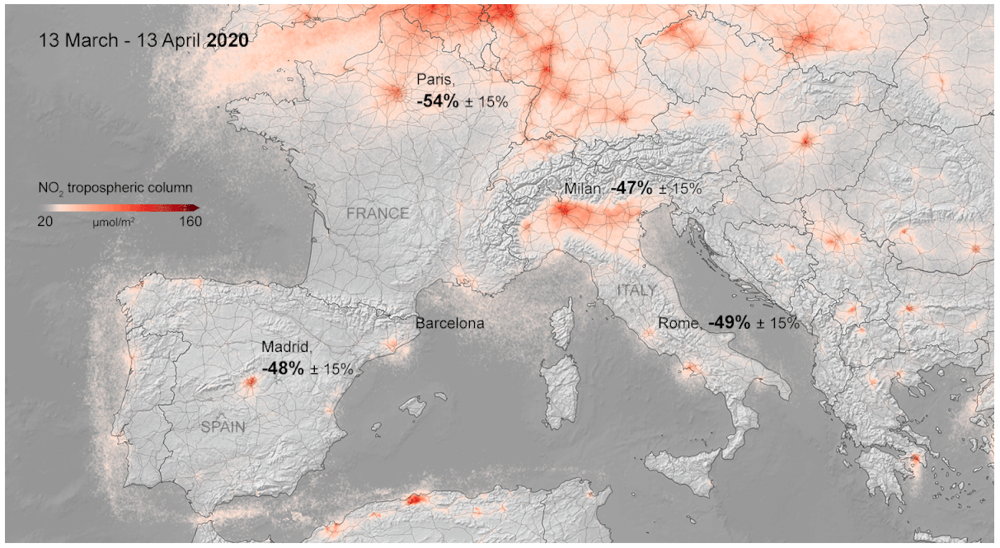 13 March - 13 April 2020
Paris,
-54% ± 15%
NO₂ tropospheric column
20 µmol/m² 160
FRANCE
Milan, -47% ± 15%
ITALY
Barcelona
Rome, -49% ± 15%
Madrid,
-48% ± 15%
SPAIN